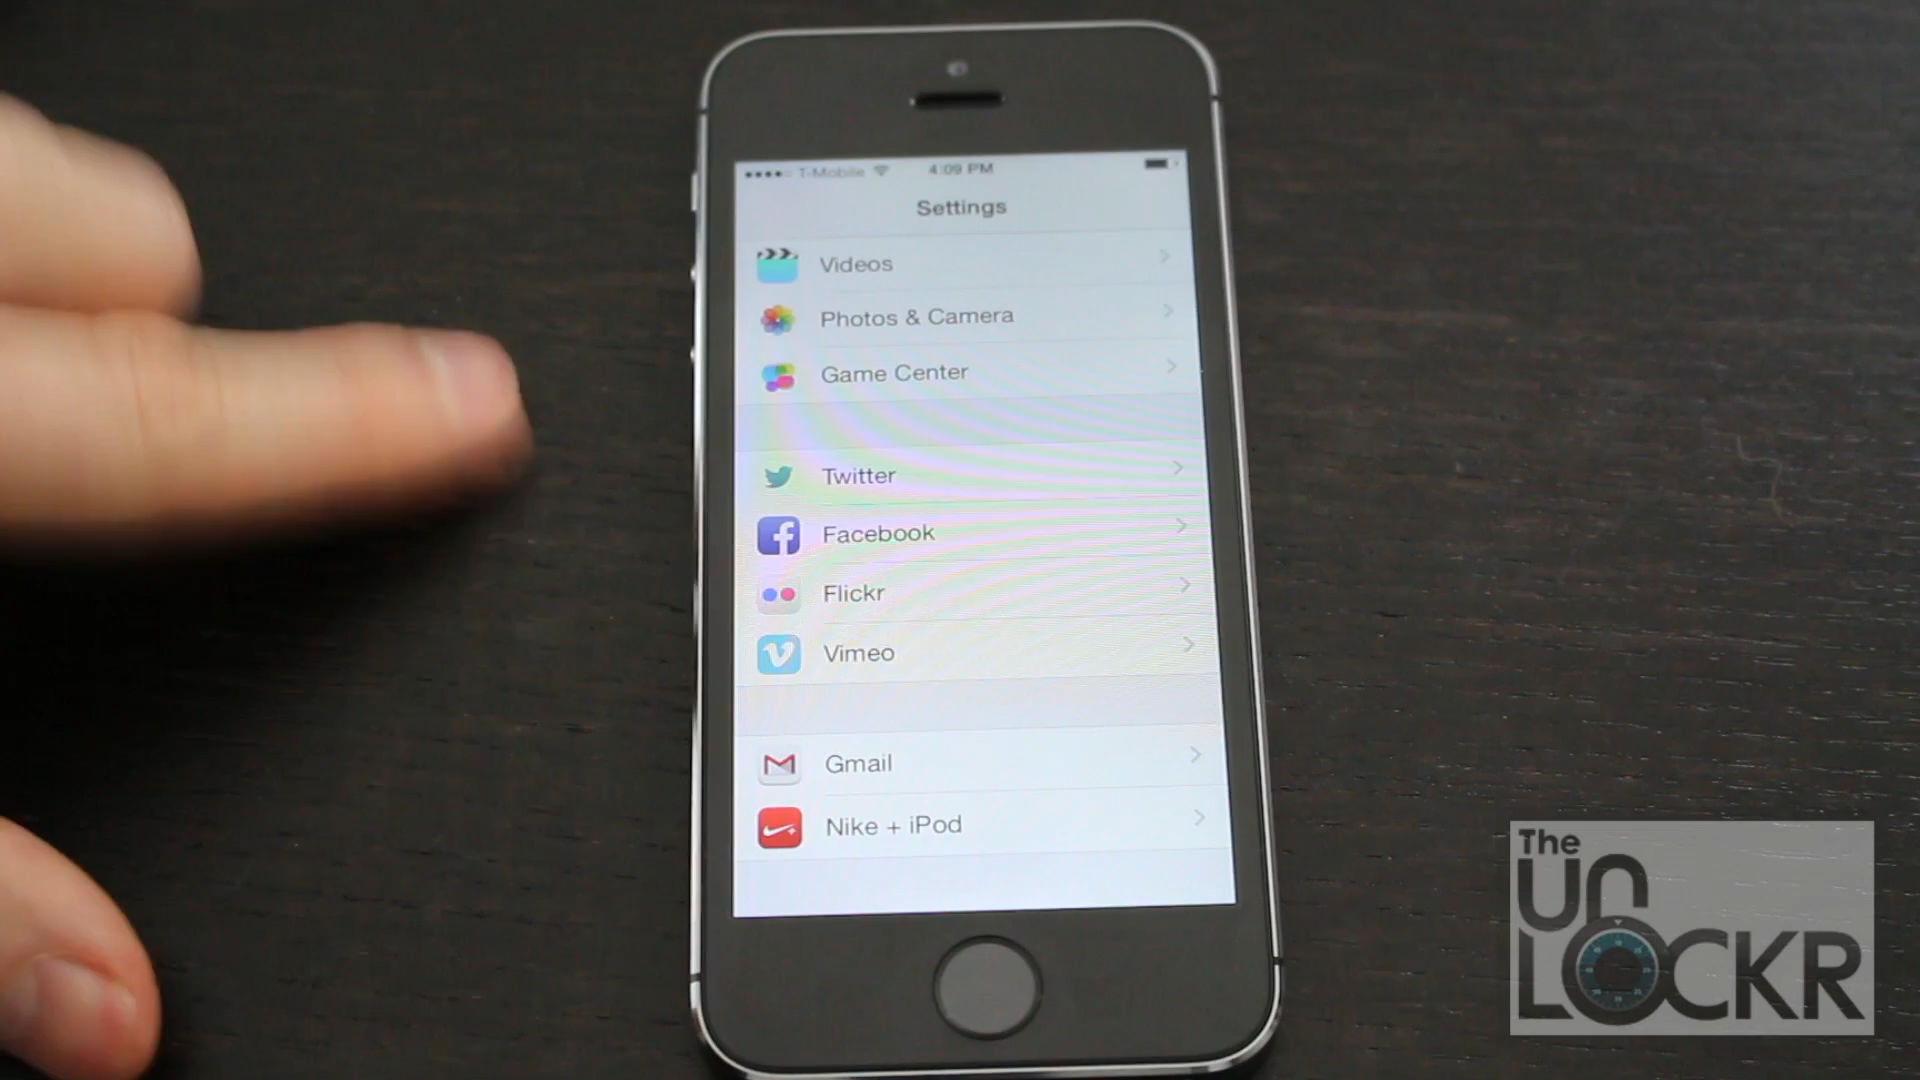 T-Mobile 4:09 PM
Settings
Videos
Photos & Camera
Game Center
Twitter
Facebook
Flickr
Vimeo
Gmail
Nike + iPod
The
UNLOCKR